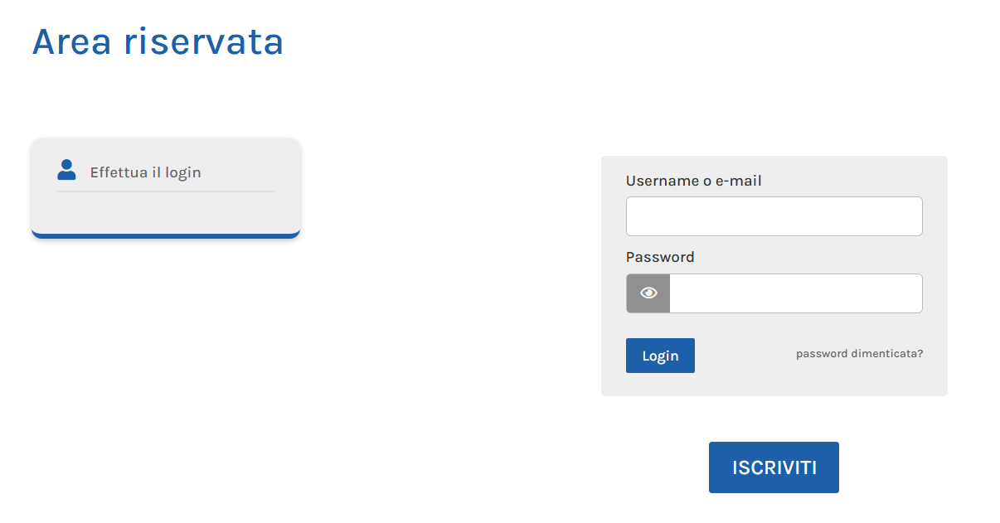 Area riservata
Effettua il login
Username o e-mail
Password
Login
password dimenticata?
ISCRIVITI